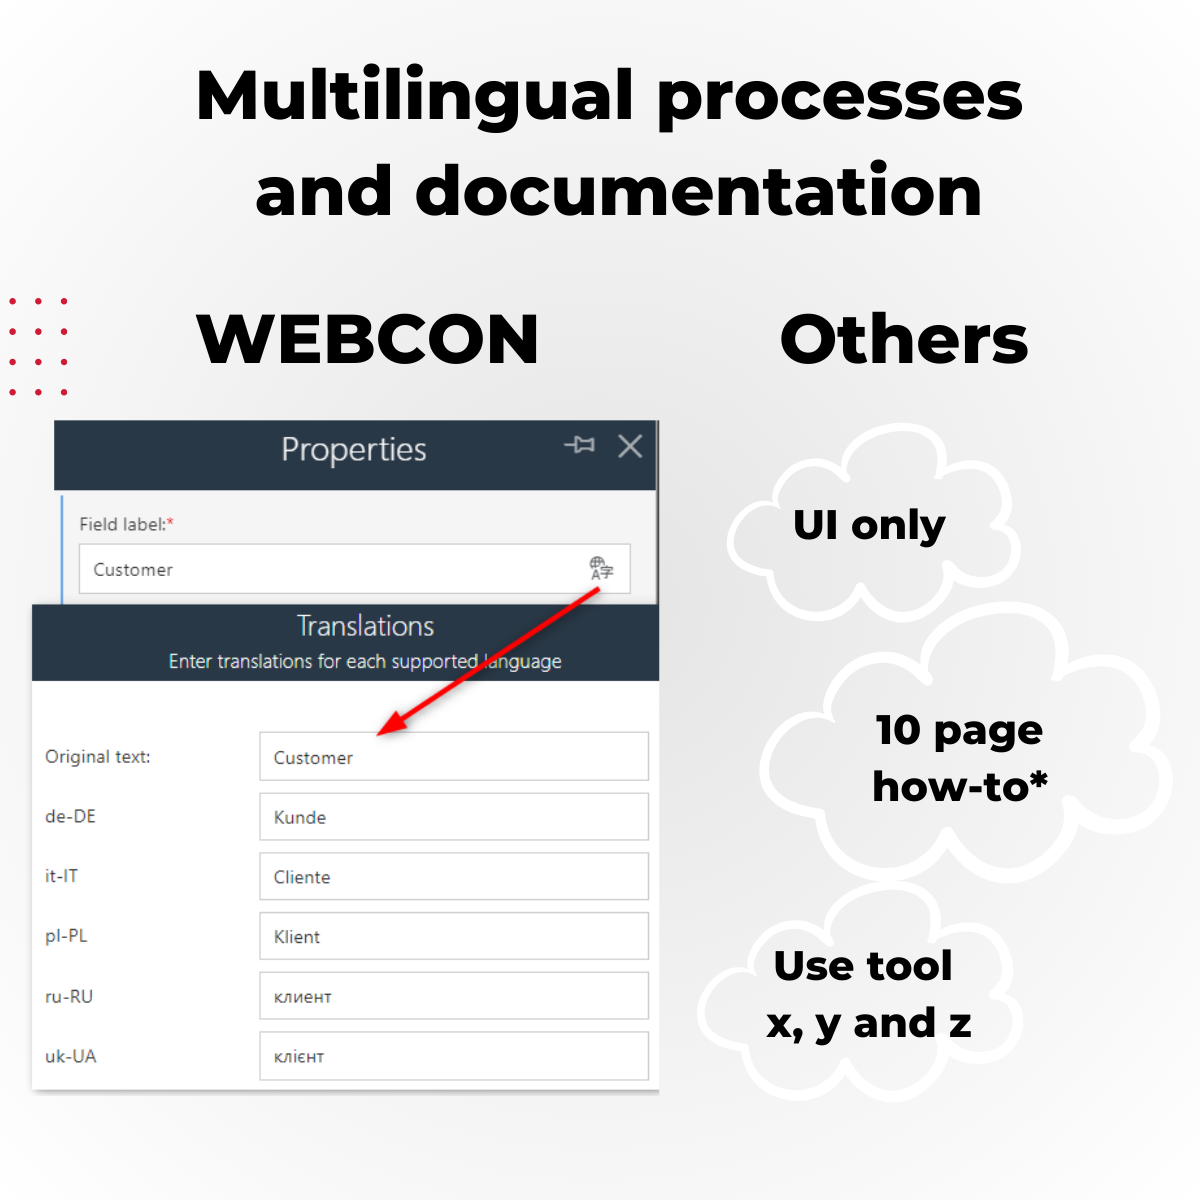 Multilingual processes
and documentation
WEBCON
Others
Properties
Field label:*
Customer
Translations
Enter translations for each supported language
Original text:
Customer
de-DE
Kunde
it-IT
Cliente
pl-PL
Klient
ru-RU
клиент
uk-UA
клієнт
UI only
10 page
how-to*
Use tool
x, y and z